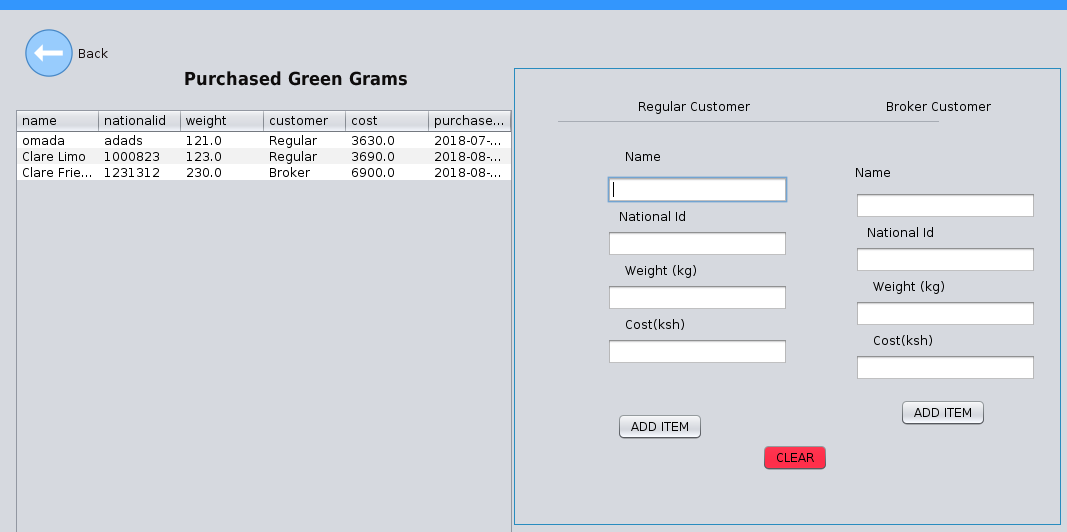 Back
Purchased Green Grams
name nationalid weight customer cost purchase...
omada adads 121.0 Regular 3630.0 2018-07-...
Clare Limo 1000823 123.0 Regular 3690.0 2018-08-...
Clare Frie... 1231312 230.0 Broker 6900.0 2018-08-...
Regular Customer Broker Customer
Name
National Id
Weight (kg)
Cost(ksh)
ADD ITEM
Name
National Id
Weight (kg)
Cost(ksh)
ADD ITEM
CLEAR